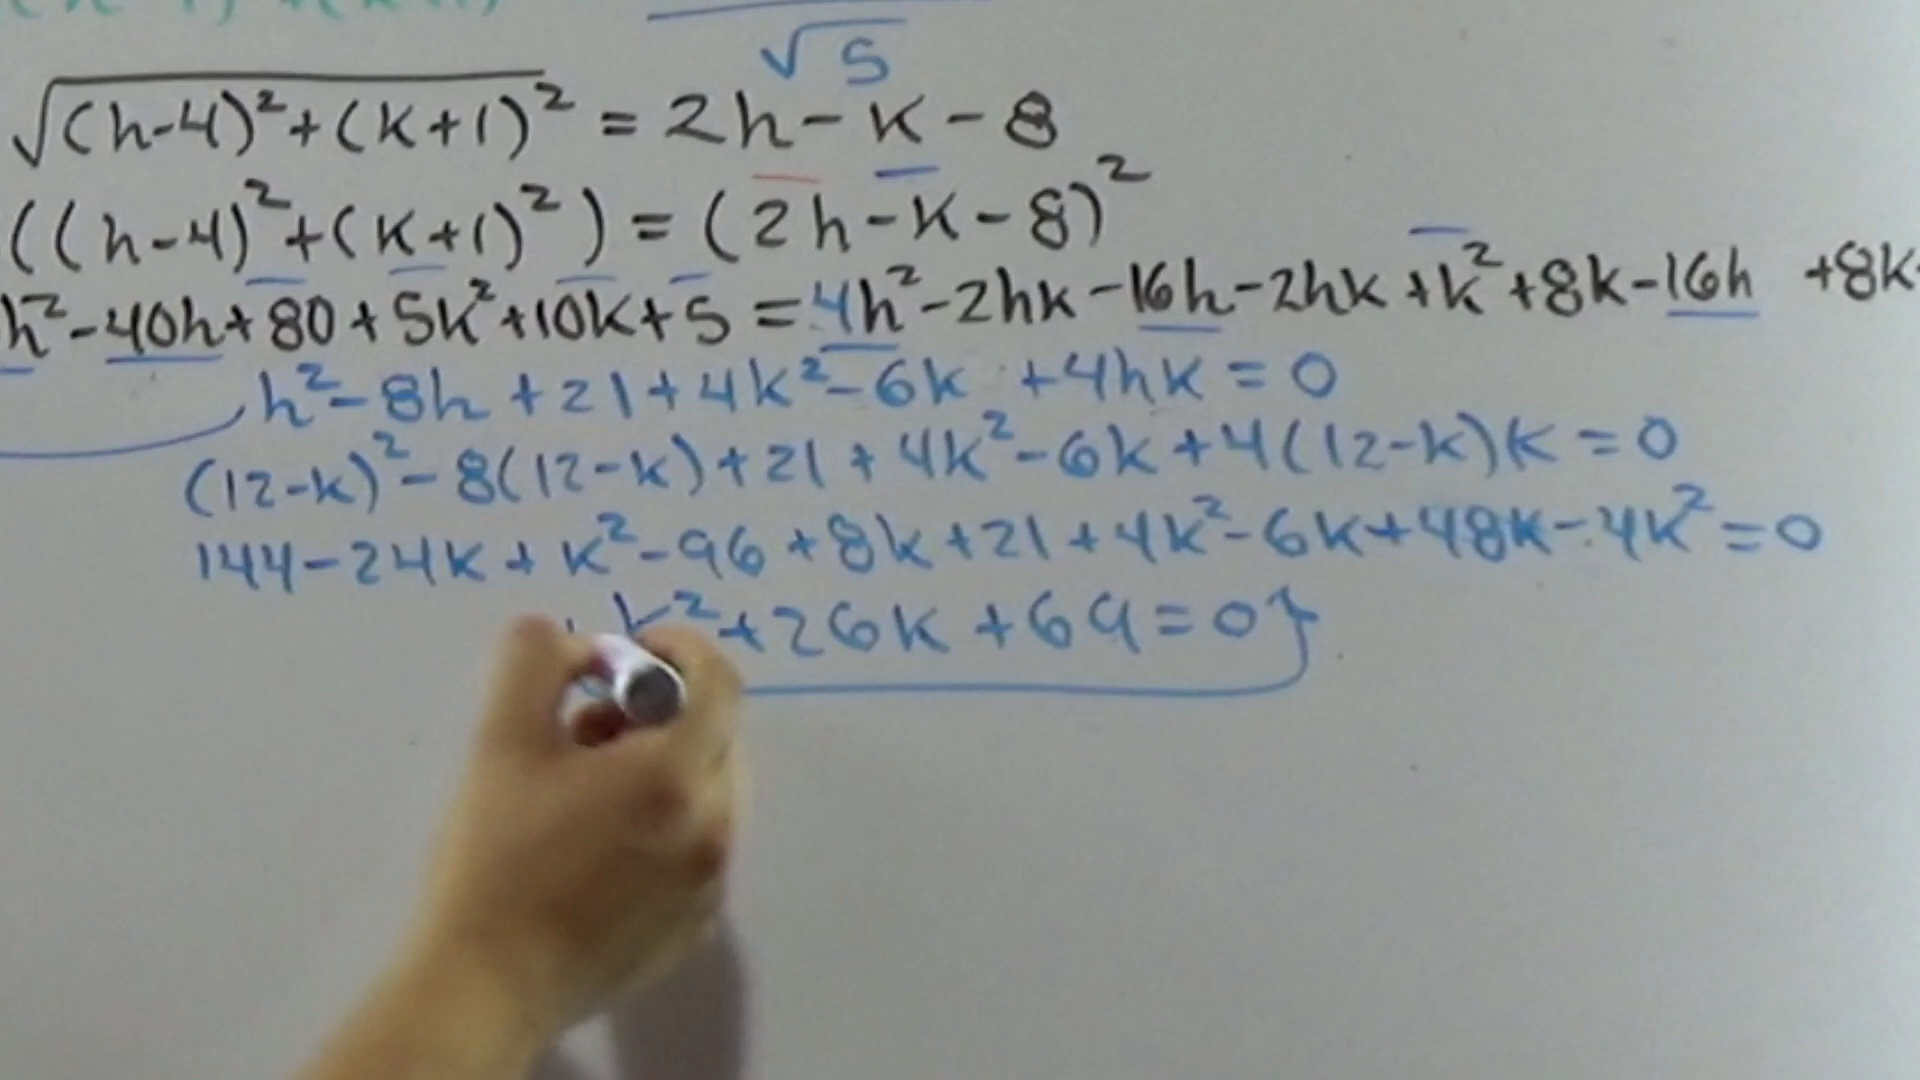 √5
√(h-4)²+(k+1)² = 2h-k-8
((h-4)²+(k+1)²) = (2h-k-8)²
h²-40h+80+5k²+10k+5 = 4h²-2hk-16h-2hk+k²+8k-16h +8k
h²-8h+21+4k²-6k +4hk=0
(12-k)²-8(12-k)+21+4k²-6k+4(12-k)k=0
144-24k+k²-96+8k+21+4k²-6k+48k-4k²=0
k²+26k+69=0}